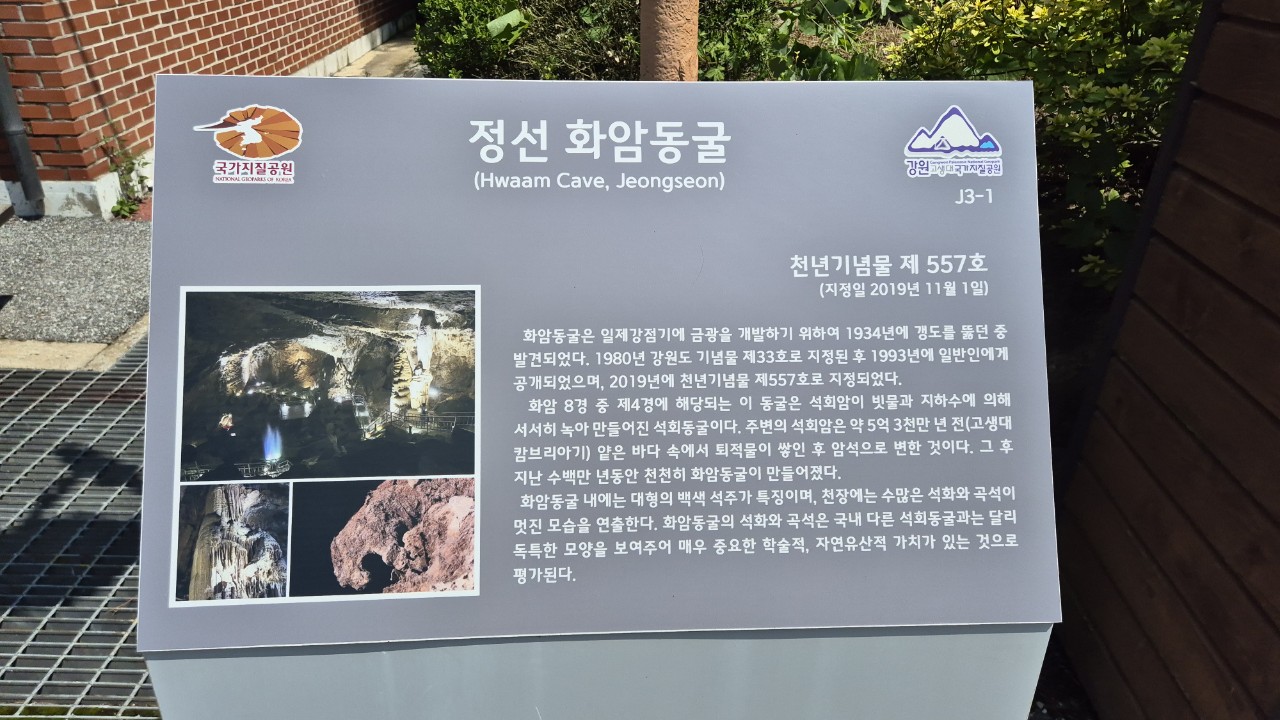 국가지질공원
NATIONAL GEOPARKS OF KOREA
정선 화암동굴
(Hwaam Cave, Jeongseon)
강원고생대국가지질공원
J3-1
천년기념물 제 557호
(지정일 2019년 11월 1일)
화암동굴은 일제강점기에 금광을 개발하기 위하여 1934년에 갱도를 뚫던 중
발견되었다. 1980년 강원도 기념물 제33호로 지정된 후 1993년에 일반인에게
공개되었으며, 2019년에 천년기념물 제557호로 지정되었다.
화암 8경 중 제4경에 해당되는 이 동굴은 석회암이 빗물과 지하수에 의해
서서히 녹아 만들어진 석회동굴이다. 주변의 석회암은 약 5억 3천만 년 전(고생대
캄브리아기) 얕은 바다 속에서 퇴적물이 쌓인 후 암석으로 변한 것이다. 그 후
지난 수백만 년동안 천천히 화암동굴이 만들어졌다.
화암동굴 내에는 대형의 백색 석주가 특징이며, 천장에는 수많은 석화와 곡석이
멋진 모습을 연출한다. 화암동굴의 석화와 곡석은 국내 다른 석회동굴과는 달리
독특한 모양을 보여주어 매우 중요한 학술적, 자연유산적 가치가 있는 것으로
평가된다.